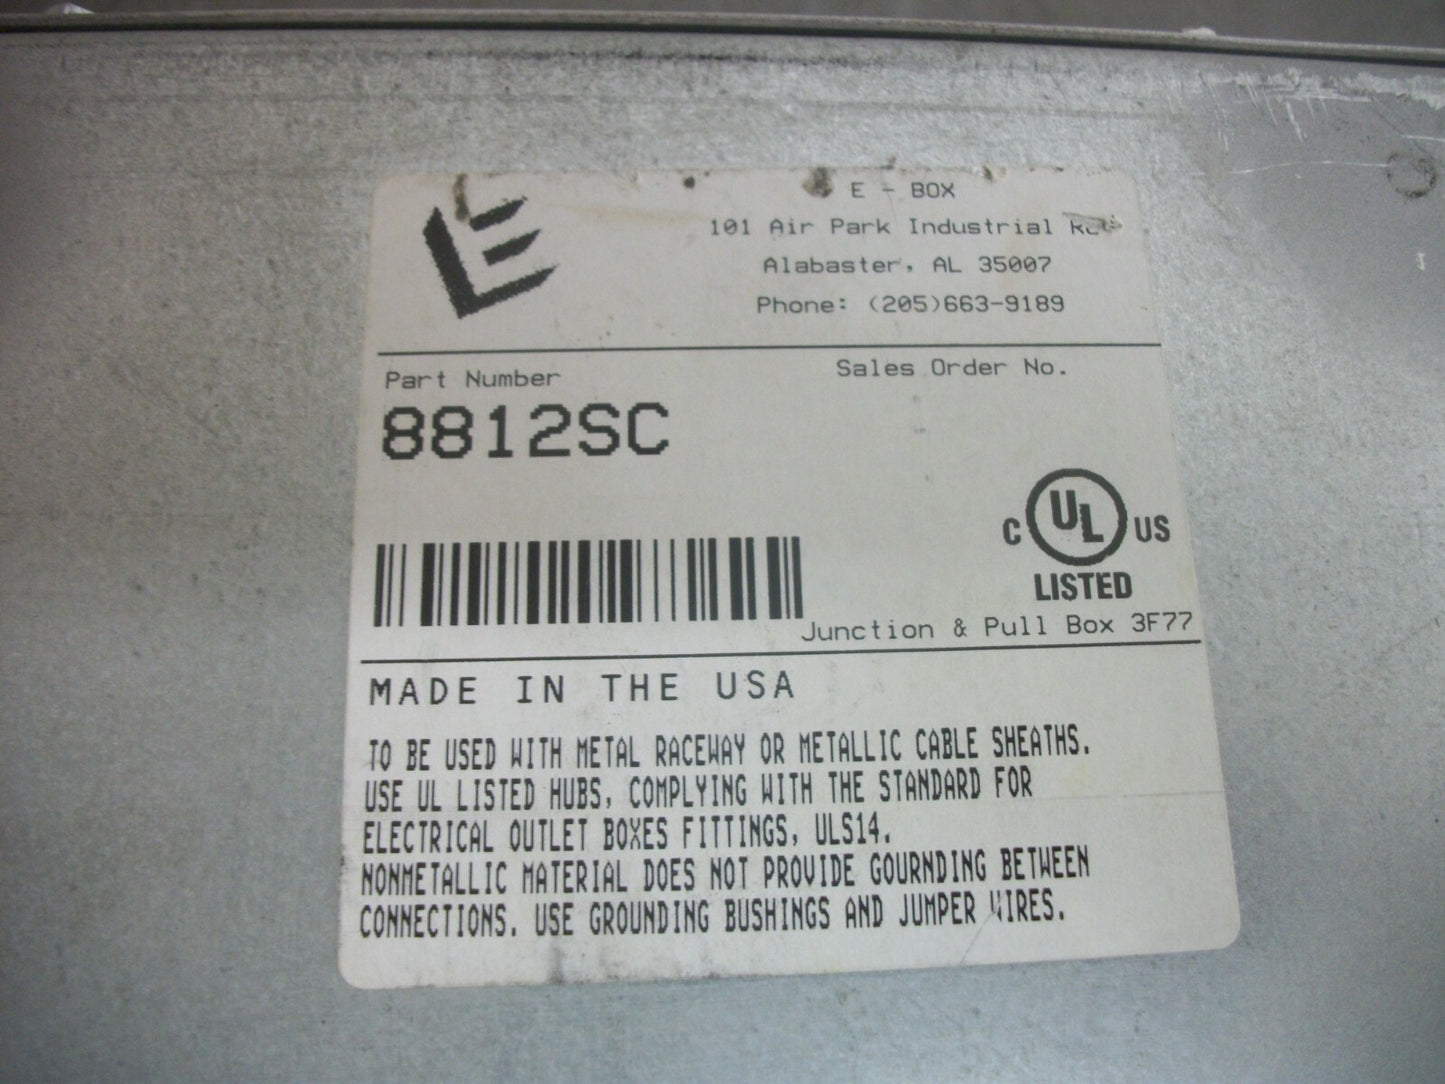 E - BOX
101 Air Park Industrial
Alabaster, AL 35007
Phone: (205)663-9189
Part Number
Sales Order No.
8812SC
C UL US
LISTED
Junction & Pull Box 3F77
MADE IN THE USA
TO BE USED WITH METAL RACEWAY OR METALLIC CABLE SHEATHS.
USE UL LISTED HUBS, COMPLYING WITH THE STANDARD FOR
ELECTRICAL OUTLET BOXES FITTINGS, ULS14.
NONMETALLIC MATERIAL DOES NOT PROVIDE GOURNDING BETWEEN
CONNECTIONS. USE GROUNDING BUSHINGS AND JUMPER WIRES.